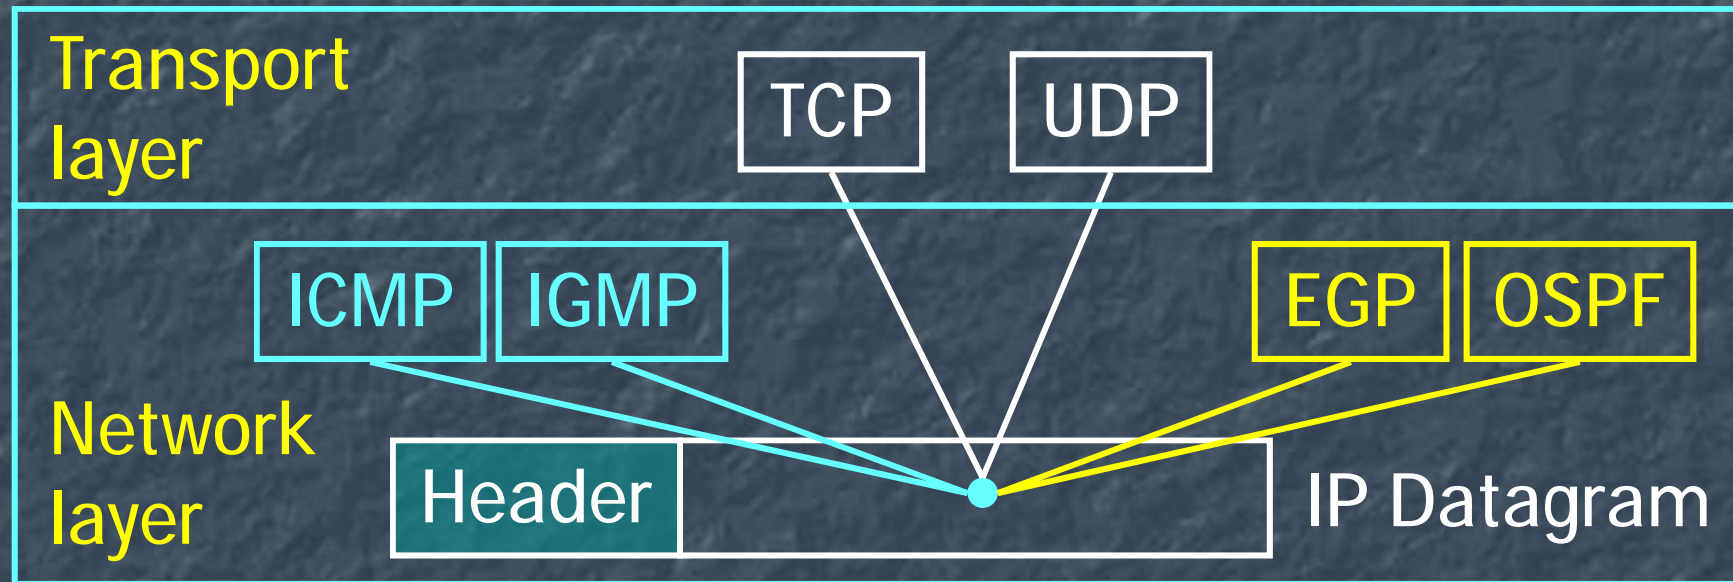 Transport
layer
TCP
UDP
ICMP
IGMP
EGP
OSPF
Network
layer
Header
IP Datagram